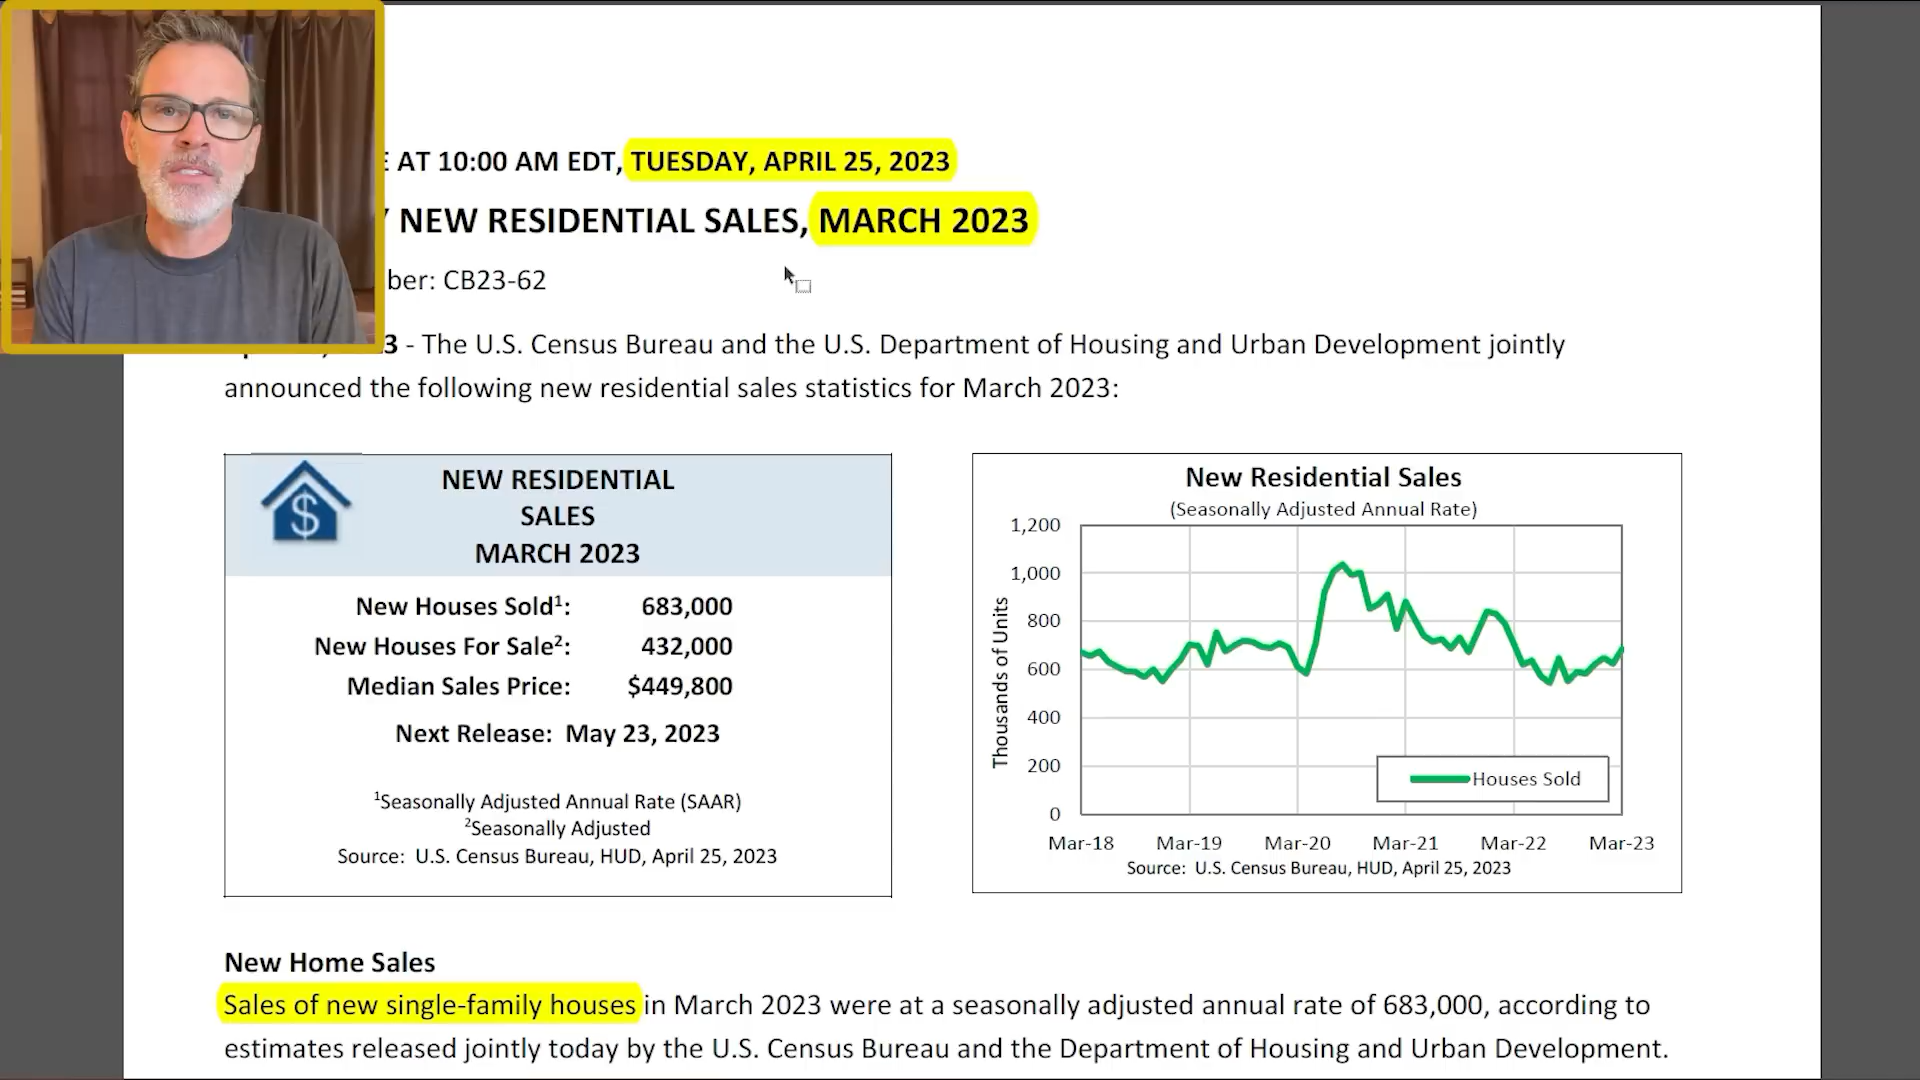 AT 10:00 AM EDT, TUESDAY, APRIL 25, 2023
NEW RESIDENTIAL SALES, MARCH 2023
ber: CB23-62
3 - The U.S. Census Bureau and the U.S. Department of Housing and Urban Development jointly
announced the following new residential sales statistics for March 2023:
NEW RESIDENTIAL
SALES
MARCH 2023
New Houses Sold¹: 683,000
New Houses For Sale²: 432,000
Median Sales Price: $449,800
Next Release: May 23, 2023
¹Seasonally Adjusted Annual Rate (SAAR)
²Seasonally Adjusted
Source: U.S. Census Bureau, HUD, April 25, 2023
New Residential Sales
(Seasonally Adjusted Annual Rate)
Thousands of Units
1,200
1,000
800
600
400
200
0
Houses Sold
Mar-18 Mar-19 Mar-20 Mar-21 Mar-22 Mar-23
Source: U.S. Census Bureau, HUD, April 25, 2023
New Home Sales
Sales of new single-family houses in March 2023 were at a seasonally adjusted annual rate of 683,000, according to
estimates released jointly today by the U.S. Census Bureau and the Department of Housing and Urban Development.